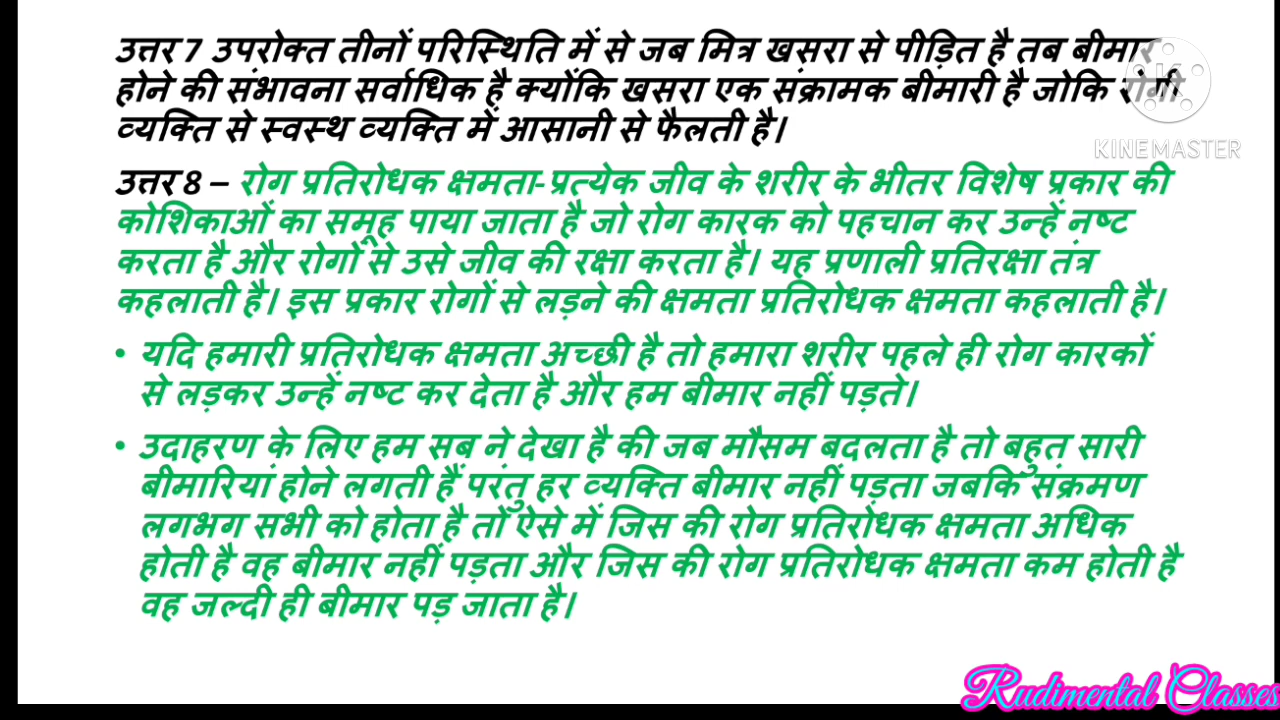 उत्तर 7 उपरोक्त तीनों परिस्थिति में से जब मित्र खसरा से पीड़ित है तब बीमार
होने की संभावना सर्वाधिक है क्योंकि खसरा एक संक्रामक बीमारी है जोकि रोगी
व्यक्ति से स्वस्थ व्यक्ति में आसानी से फैलती है।
KINEMASTER
उत्तर 8 – रोग प्रतिरोधक क्षमता- प्रत्येक जीव के शरीर के भीतर विशेष प्रकार की
कोशिकाओं का समूह पाया जाता है जो रोग कारक को पहचान कर उन्हें नष्ट
करता है और रोगों से उसे जीव की रक्षा करता है। यह प्रणाली प्रतिरक्षा तंत्र
कहलाती है। इस प्रकार रोगों से लड़ने की क्षमता प्रतिरोधक क्षमता कहलाती है।
• यदि हमारी प्रतिरोधक क्षमता अच्छी है तो हमारा शरीर पहले ही रोग कारकों
से लड़कर उन्हें नष्ट कर देता है और हम बीमार नहीं पड़ते।
• उदाहरण के लिए हम सब ने देखा है की जब मौसम बदलता है तो बहुत सारी
बीमारियां होने लगती हैं परंतु हर व्यक्ति बीमार नहीं पड़ता जबकि संक्रमण
लगभग सभी को होता है तो ऐसे में जिस की रोग प्रतिरोधक क्षमता अधिक
होती है वह बीमार नहीं पड़ता और जिस की रोग प्रतिरोधक क्षमता कम होती है
वह जल्दी ही बीमार पड़ जाता है।
Rudimental Classes